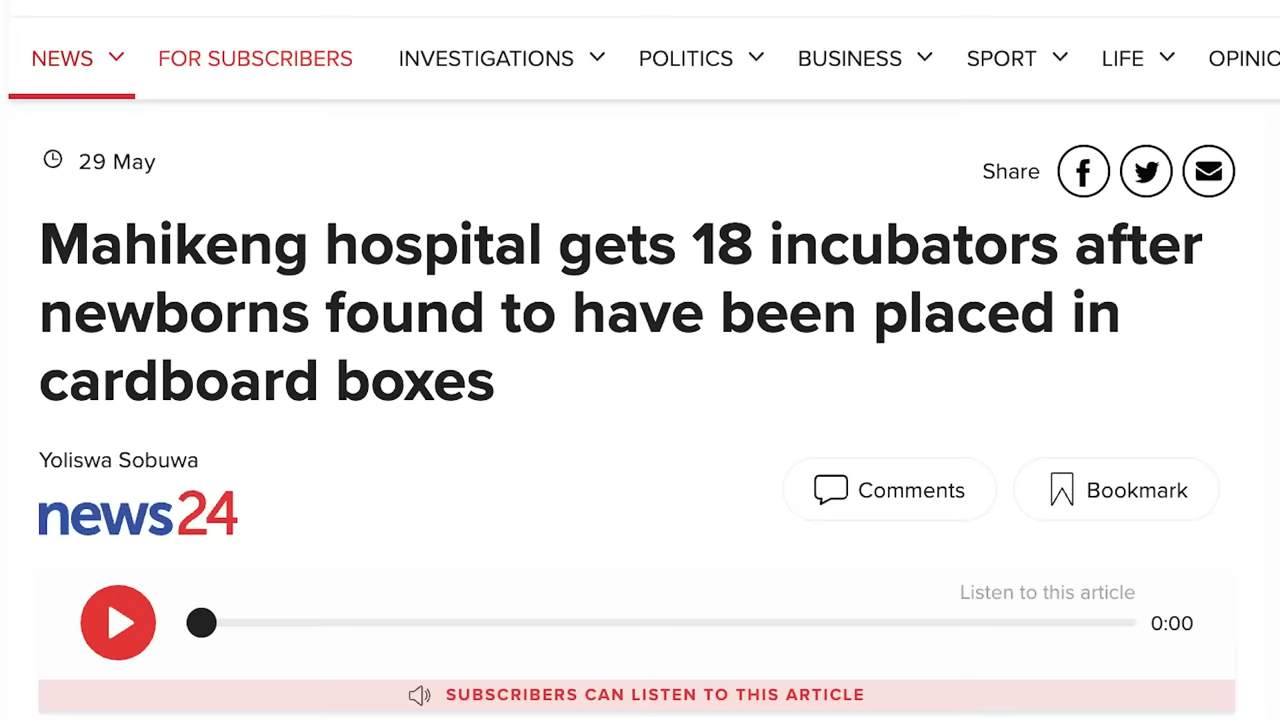 NEWS FOR SUBSCRIBERS INVESTIGATIONS POLITICS BUSINESS SPORT LIFE OPINIO
29 May
Share
Mahikeng hospital gets 18 incubators after
newborns found to have been placed in
cardboard boxes
Yoliswa Sobuwa
news24
Comments Bookmark
Listen to this article
0:00
SUBSCRIBERS CAN LISTEN TO THIS ARTICLE